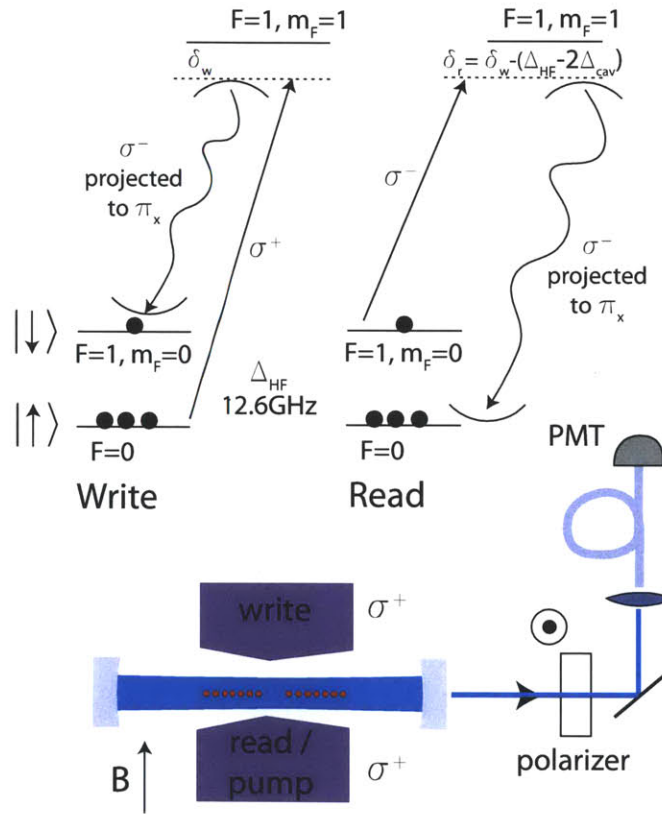 F=1, m_F=1
δ_w
σ⁻
projected
to π_x
σ⁺
|↓⟩
F=1, m_F=0
|↑⟩
F=0
Δ_HF
12.6GHz
Write
F=1, m_F=1
δ_r = δ_w-(Δ_HF-2Δ_cav)
σ⁻
σ⁻
projected
to π_x
F=1, m_F=0
F=0
Read
PMT
write
σ⁺
read /
pump
σ⁺
B
polarizer